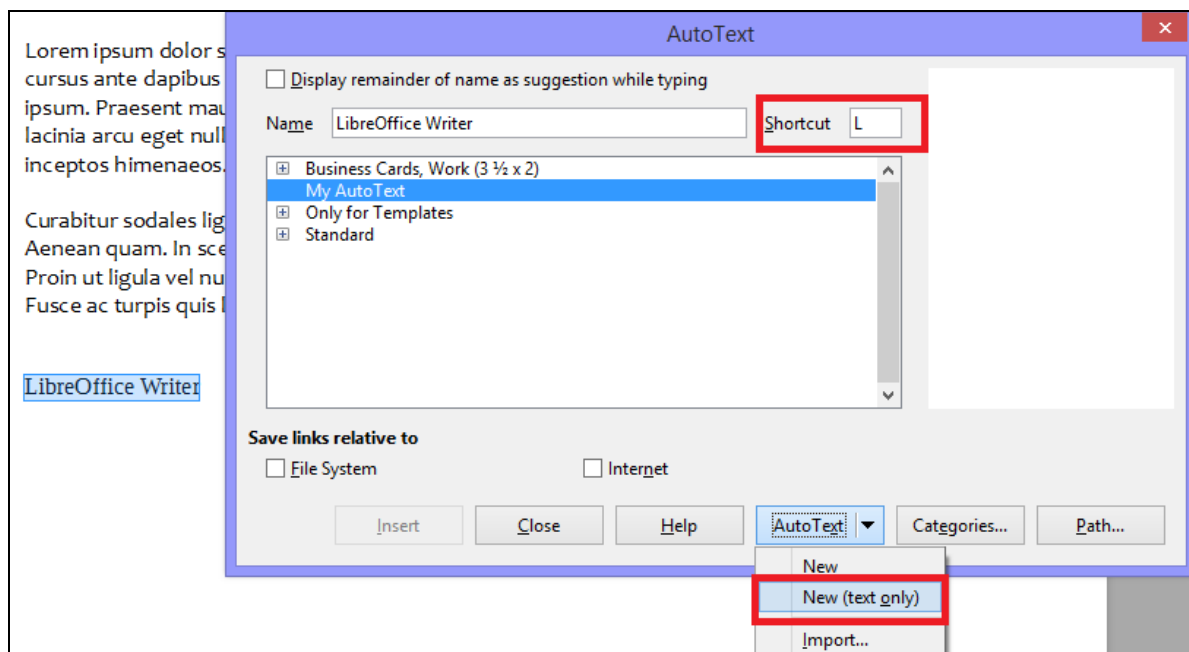 Lorem ipsum dolor s
cursus ante dapibus
ipsum. Praesent mau
lacinia arcu eget null
inceptos himenaeos.
Curabitur sodales lig
Aenean quam. In sce
Proin ut ligula vel nu
Fusce ac turpis quis l
LibreOffice Writer
AutoText
Display remainder of name as suggestion while typing
Name LibreOffice Writer Shortcut L
Business Cards, Work (3 ½ x 2)
My AutoText
Only for Templates
Standard
Save links relative to
File System Internet
Insert Close Help AutoText Categories... Path...
New
New (text only)
Import...